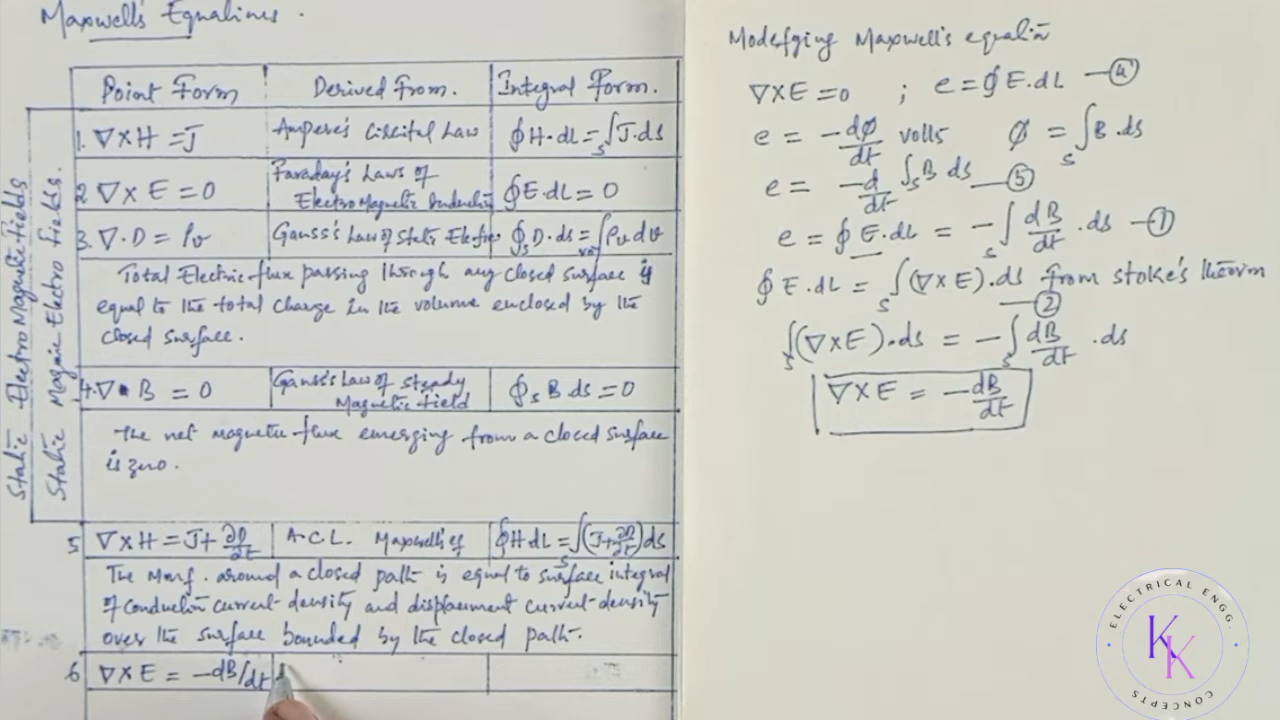 Maxwell's Equations.
Point Form Derived From. Integral Form.
1. ∇×H = J Ampere's Circital Law ∮H·dL = ∫s J·ds
2 ∇×E = 0 Faraday's Laws of ElectroMagnetic Induction ∮E·dL = 0
3. ∇·D = ρv Gauss's Law of Static Electric ∮s D·ds = ∫vol ρv dv
Total Electric flux passing through any closed surface is
equal to the total charge in the volume enclosed by the
closed surface.
4. ∇·B = 0 Gauss's Law of steady Magnetic field ∮s B·ds = 0
The net magnetic flux emerging from a closed surface
is zero.
5 ∇×H = J+∂D/∂t A.C.L. Maxwell's eq ∮H dL = ∫s(J+∂D/∂t)ds
The Mmf. around a closed path is equal to surface integral
of conduction current density and displacement current density
over the surface bounded by the closed path.
6 ∇×E = -dB/dt
Static ElectroMagnetic fields
Static Magnetic Electro fields.
Modefying Maxwell's equation
∇×E = 0 ; e = ∮E·dL —④
e = -dφ/dt volts φ = ∫s B·ds
e = -d/dt ∫s B ds —⑤
e = ∮E·dL = -∫s dB/dt ·ds —①
∮E·dL = ∫s(∇×E)·ds from stoke's theorem
—②
∫s(∇×E)·ds = -∫s dB/dt ·ds
∇×E = -dB/dt
ELECTRICAL ENGG.
KK
CONCEPTS